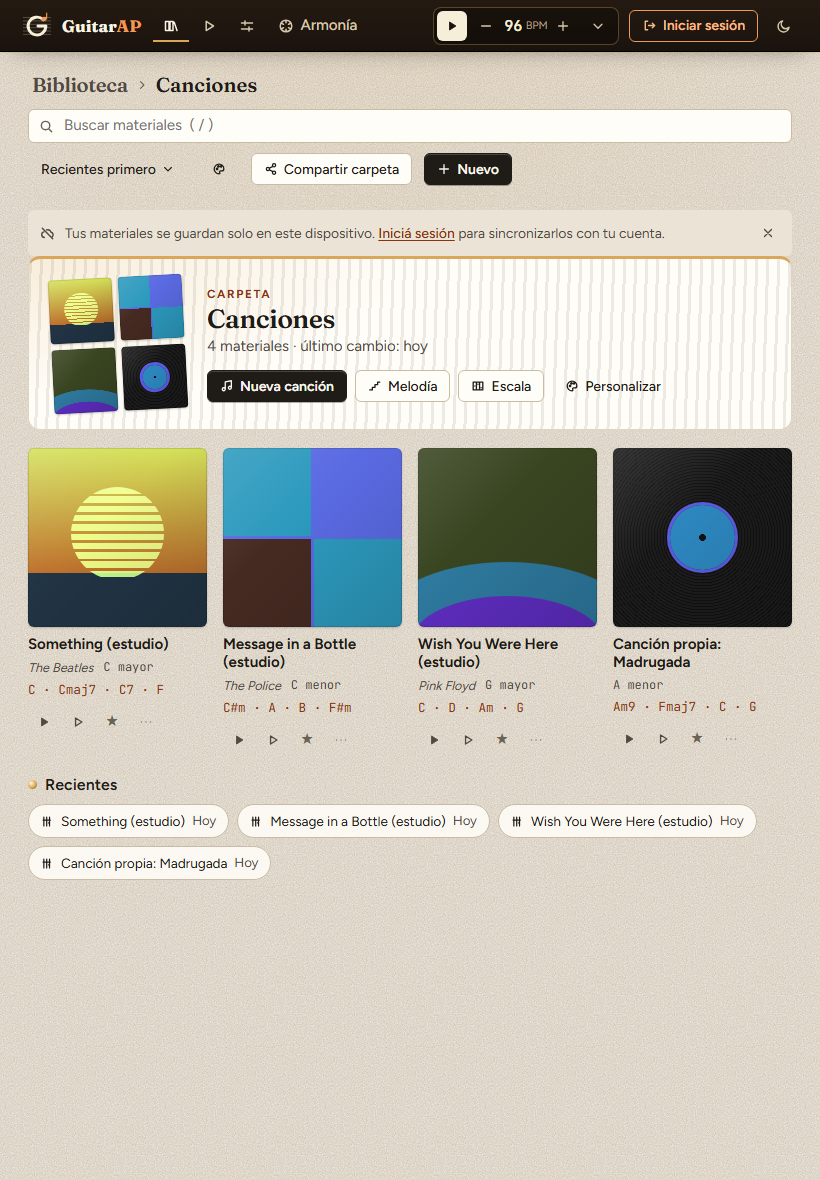 GuitarAP
Armonía
96 BPM
Iniciar sesión
Biblioteca › Canciones
Buscar materiales ( / )
Recientes primero
Compartir carpeta
Nuevo
Tus materiales se guardan solo en este dispositivo. Iniciá sesión para sincronizarlos con tu cuenta.
CARPETA
Canciones
4 materiales · último cambio: hoy
Nueva canción
Melodía
Escala
Personalizar
Something (estudio)
The Beatles C mayor
C · Cmaj7 · C7 · F
Message in a Bottle
(estudio)
The Police C menor
C#m · A · B · F#m
Wish You Were Here
(estudio)
Pink Floyd G mayor
C · D · Am · G
Canción propia:
Madrugada
A menor
Am9 · Fmaj7 · C · G
Recientes
Something (estudio) Hoy
Message in a Bottle (estudio) Hoy
Wish You Were Here (estudio) Hoy
Canción propia: Madrugada Hoy